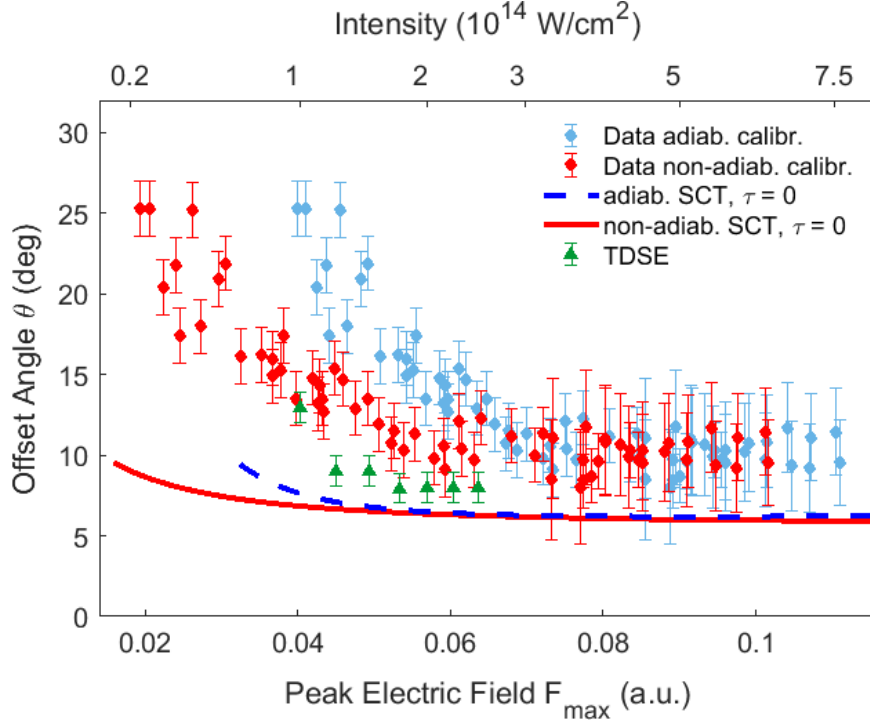 Intensity (10^14 W/cm^2)
0.2 1 2 3 5 7.5
30
25
20
15
10
5
0
Offset Angle θ (deg)
Data adiab. calibr.
Data non-adiab. calibr.
adiab. SCT, τ = 0
non-adiab. SCT, τ = 0
TDSE
0.02 0.04 0.06 0.08 0.1
Peak Electric Field F_max (a.u.)